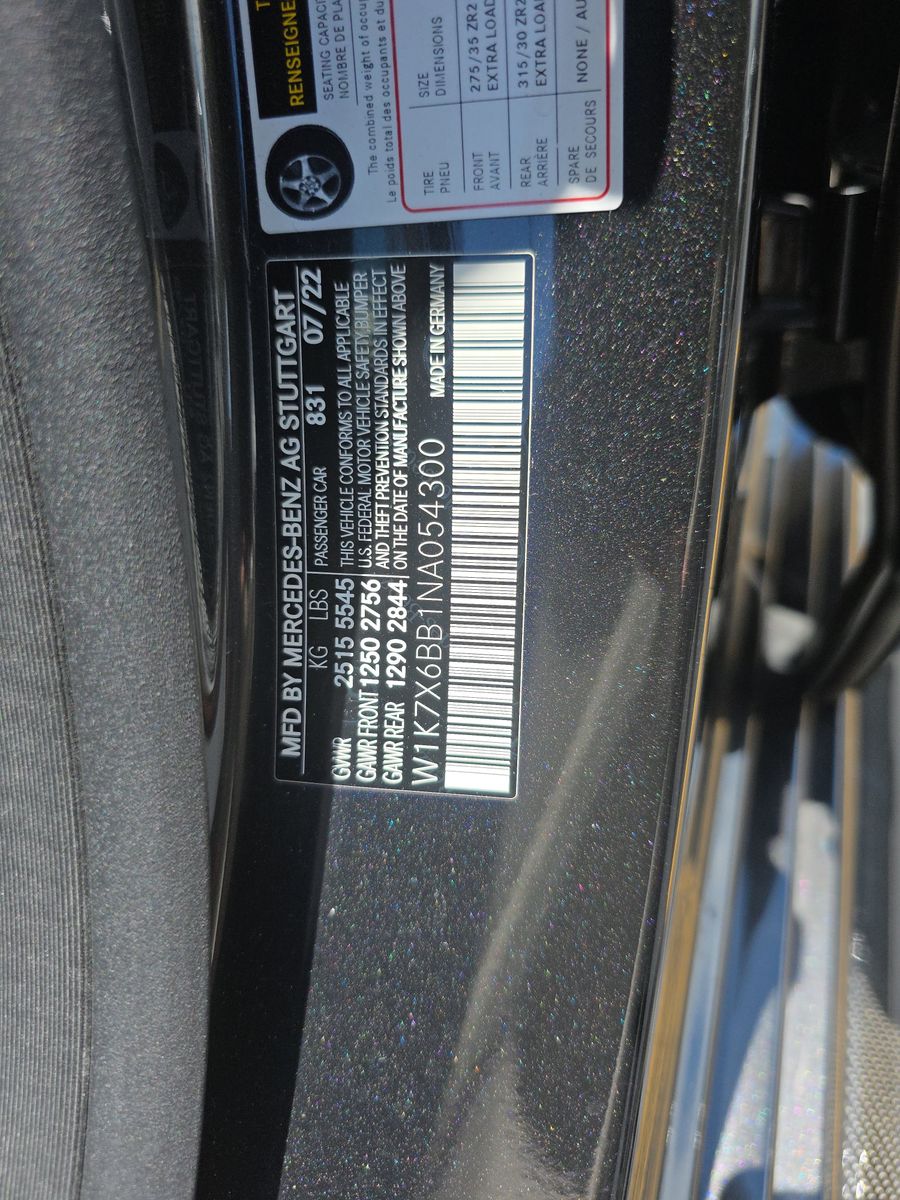 MFD BY MERCEDES-BENZ AG STUTTGART
KG LBS PASSENGER CAR 831 07/22
GVWR 2515 5545 THIS VEHICLE CONFORMS TO ALL APPLICABLE
U.S. FEDERAL MOTOR VEHICLE SAFETY, BUMPER
GAWR FRONT 1250 2756 AND THEFT PREVENTION STANDARDS IN EFFECT
GAWR REAR 1290 2844 ON THE DATE OF MANUFACTURE SHOWN ABOVE
W1K7X6BB1NA054300 MADE IN GERMANY
T
RENSEIGNE
SEATING CAPACI
NOMBRE DE PLA
The combined weight of occup
Le poids total des occupants et du
TIRE SIZE
PNEU DIMENSIONS
FRONT 275/35 ZR2
AVANT EXTRA LOAD
REAR 315/30 ZR2
ARRIÈRE EXTRA LOA
SPARE NONE / AU
DE SECOURS